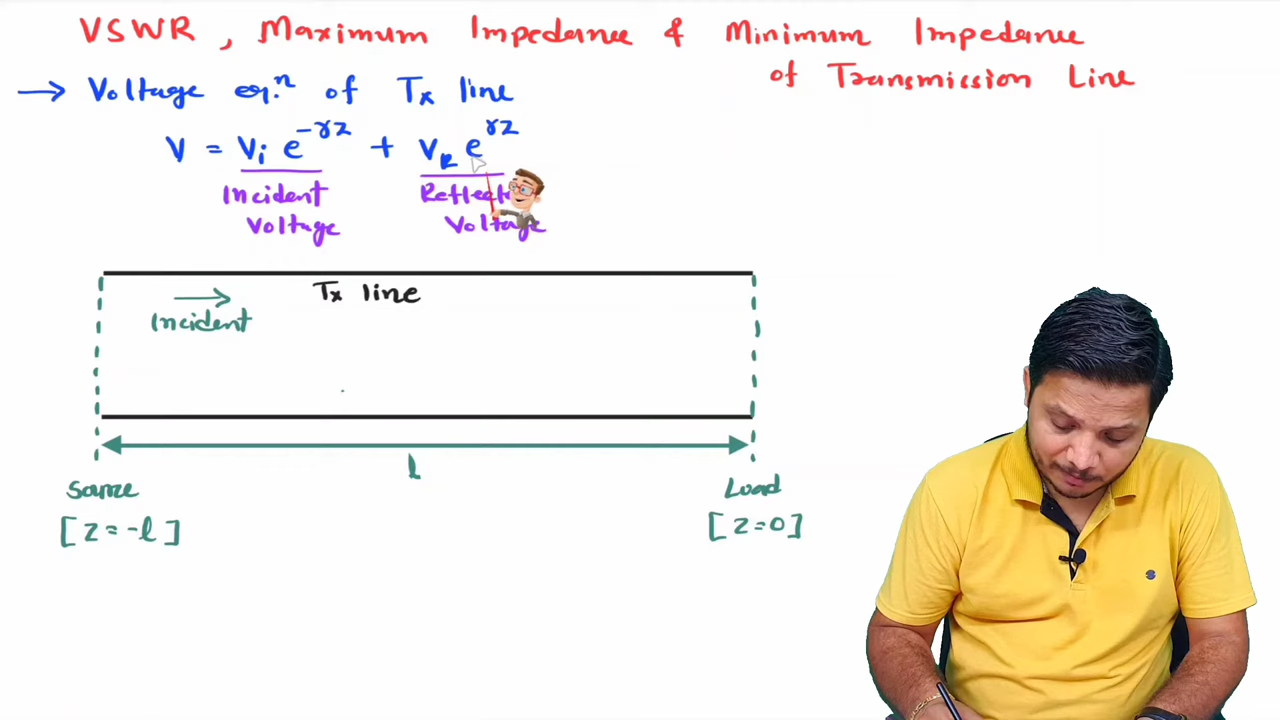 VSWR, Maximum Impedance & Minimum Impedance
of Transmission Line
→ Voltage eq.ⁿ of Tx line
V = Vi e^-γz + VR e^γz
Incident Voltage
Voltage
Tx line
Incident
l
Source
[z=-l]
Load
[z=0]